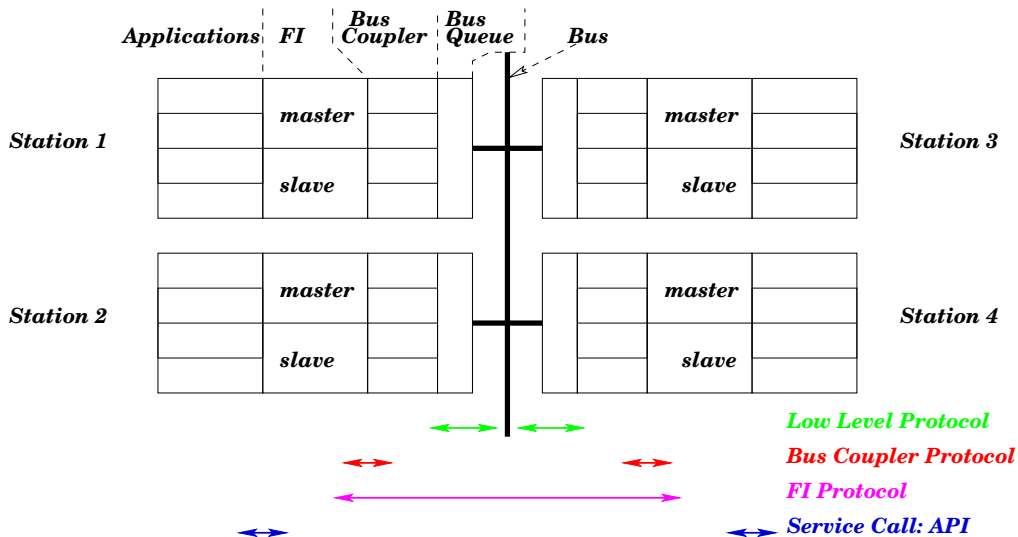 Applications
FI
Bus
Coupler
Bus
Queue
Bus
Station 1
master
slave
master
slave
Station 3
Station 2
master
slave
master
slave
Station 4
Low Level Protocol
Bus Coupler Protocol
FI Protocol
Service Call: API